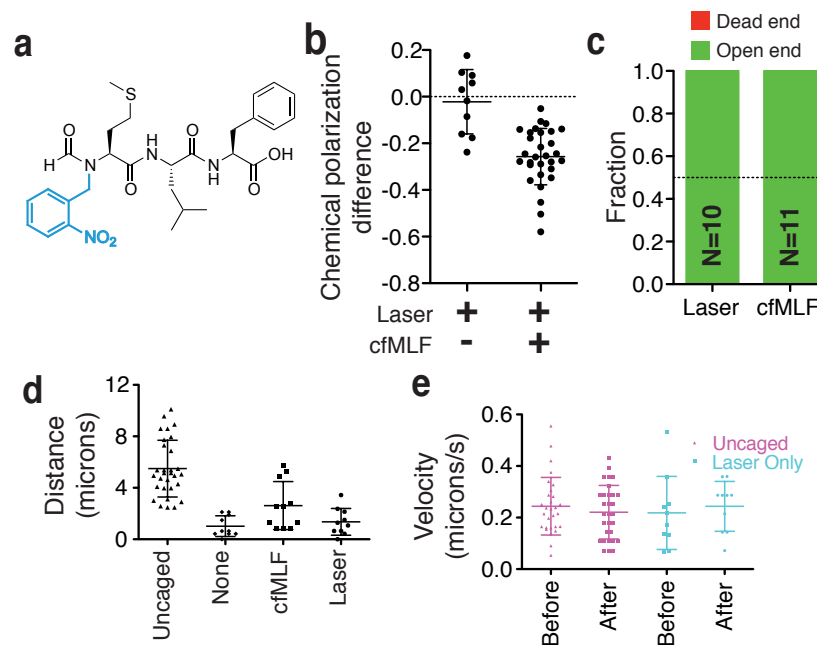 a
S
O
O
H
H
N
N
N
H
OH
O
O
NO₂
b
Chemical polarization
difference
0.2
0.0
-0.2
-0.4
-0.6
-0.8
Laser + +
cfMLF - +
c
Dead end
Open end
Fraction
1.0
0.8
0.6
0.4
0.2
0.0
N=10
N=11
Laser cfMLF
d
Distance
(microns)
12
8
4
0
Uncaged
None
cfMLF
Laser
e
Velocity
(microns/s)
0.6
0.4
0.2
0.0
Uncaged
Laser Only
Before
After
Before
After